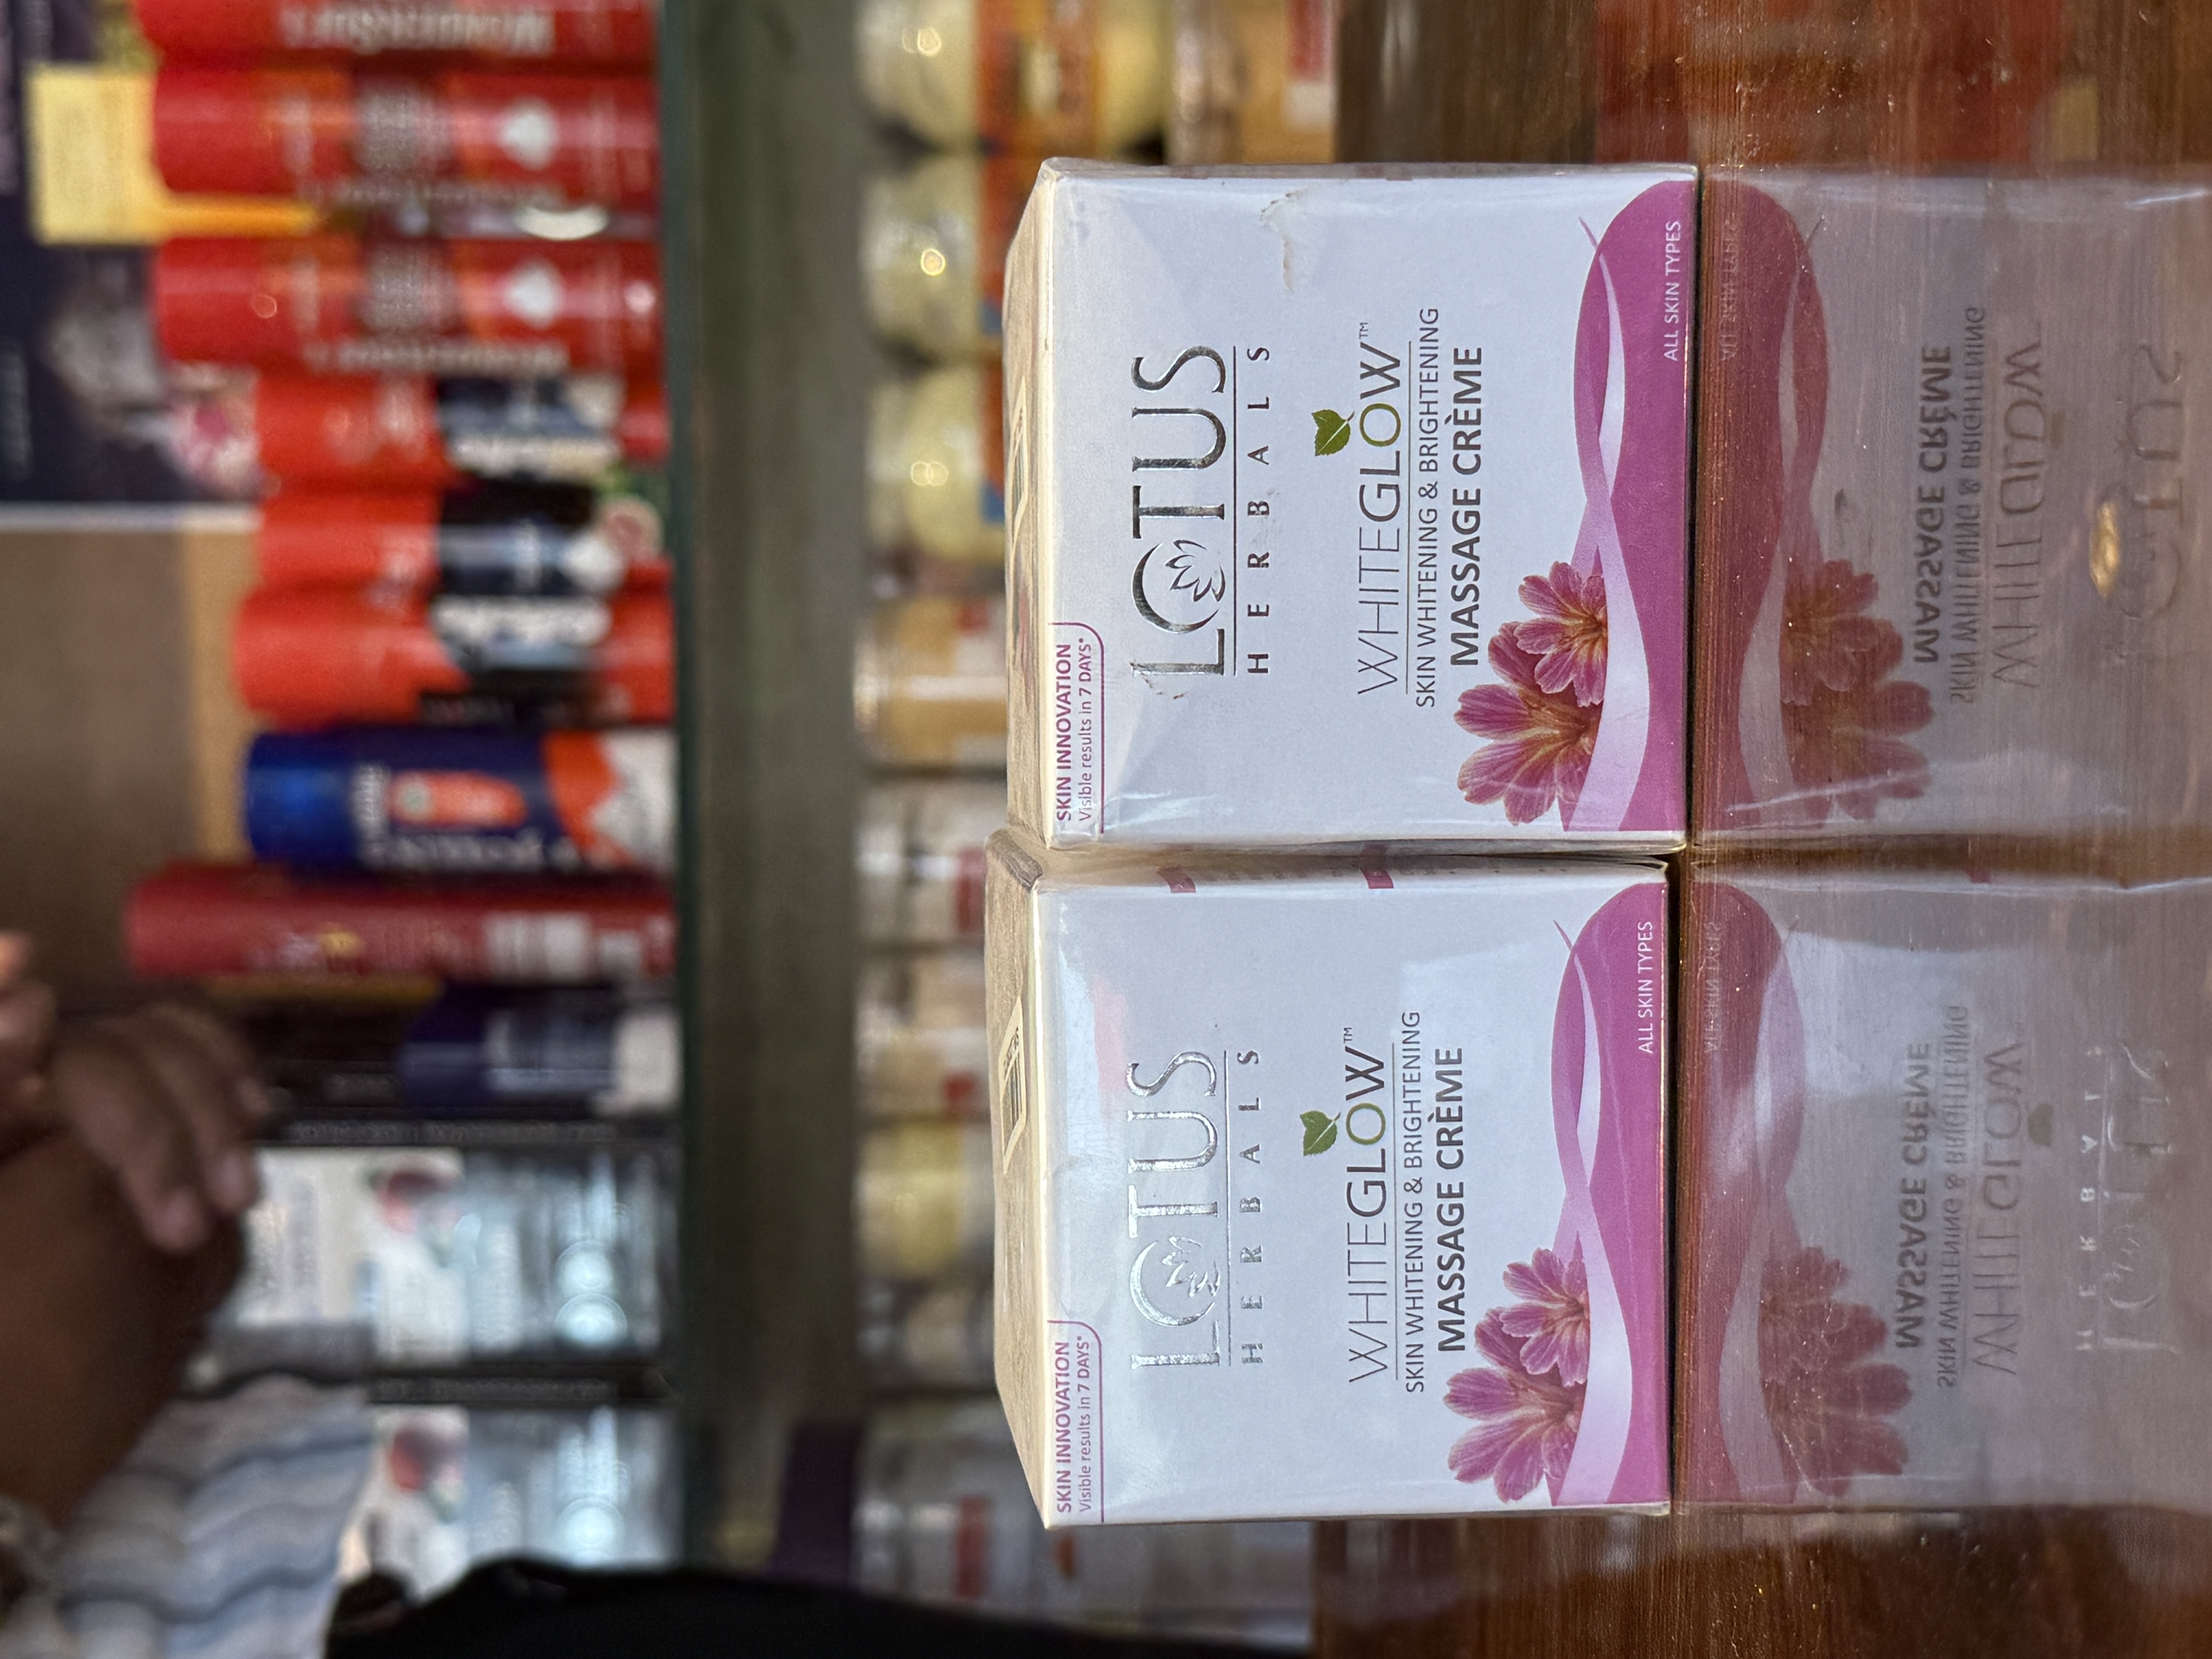 SKIN INNOVATION
Visible results in 7 DAYS*
LOTUS
HERBALS
WHITEGLOW™
SKIN WHITENING & BRIGHTENING
MASSAGE CRÈME
ALL SKIN TYPES
SKIN INNOVATION
Visible results in 7 DAYS*
LOTUS
HERBALS
WHITEGLOW™
SKIN WHITENING & BRIGHTENING
MASSAGE CRÈME
ALL SKIN TYPES